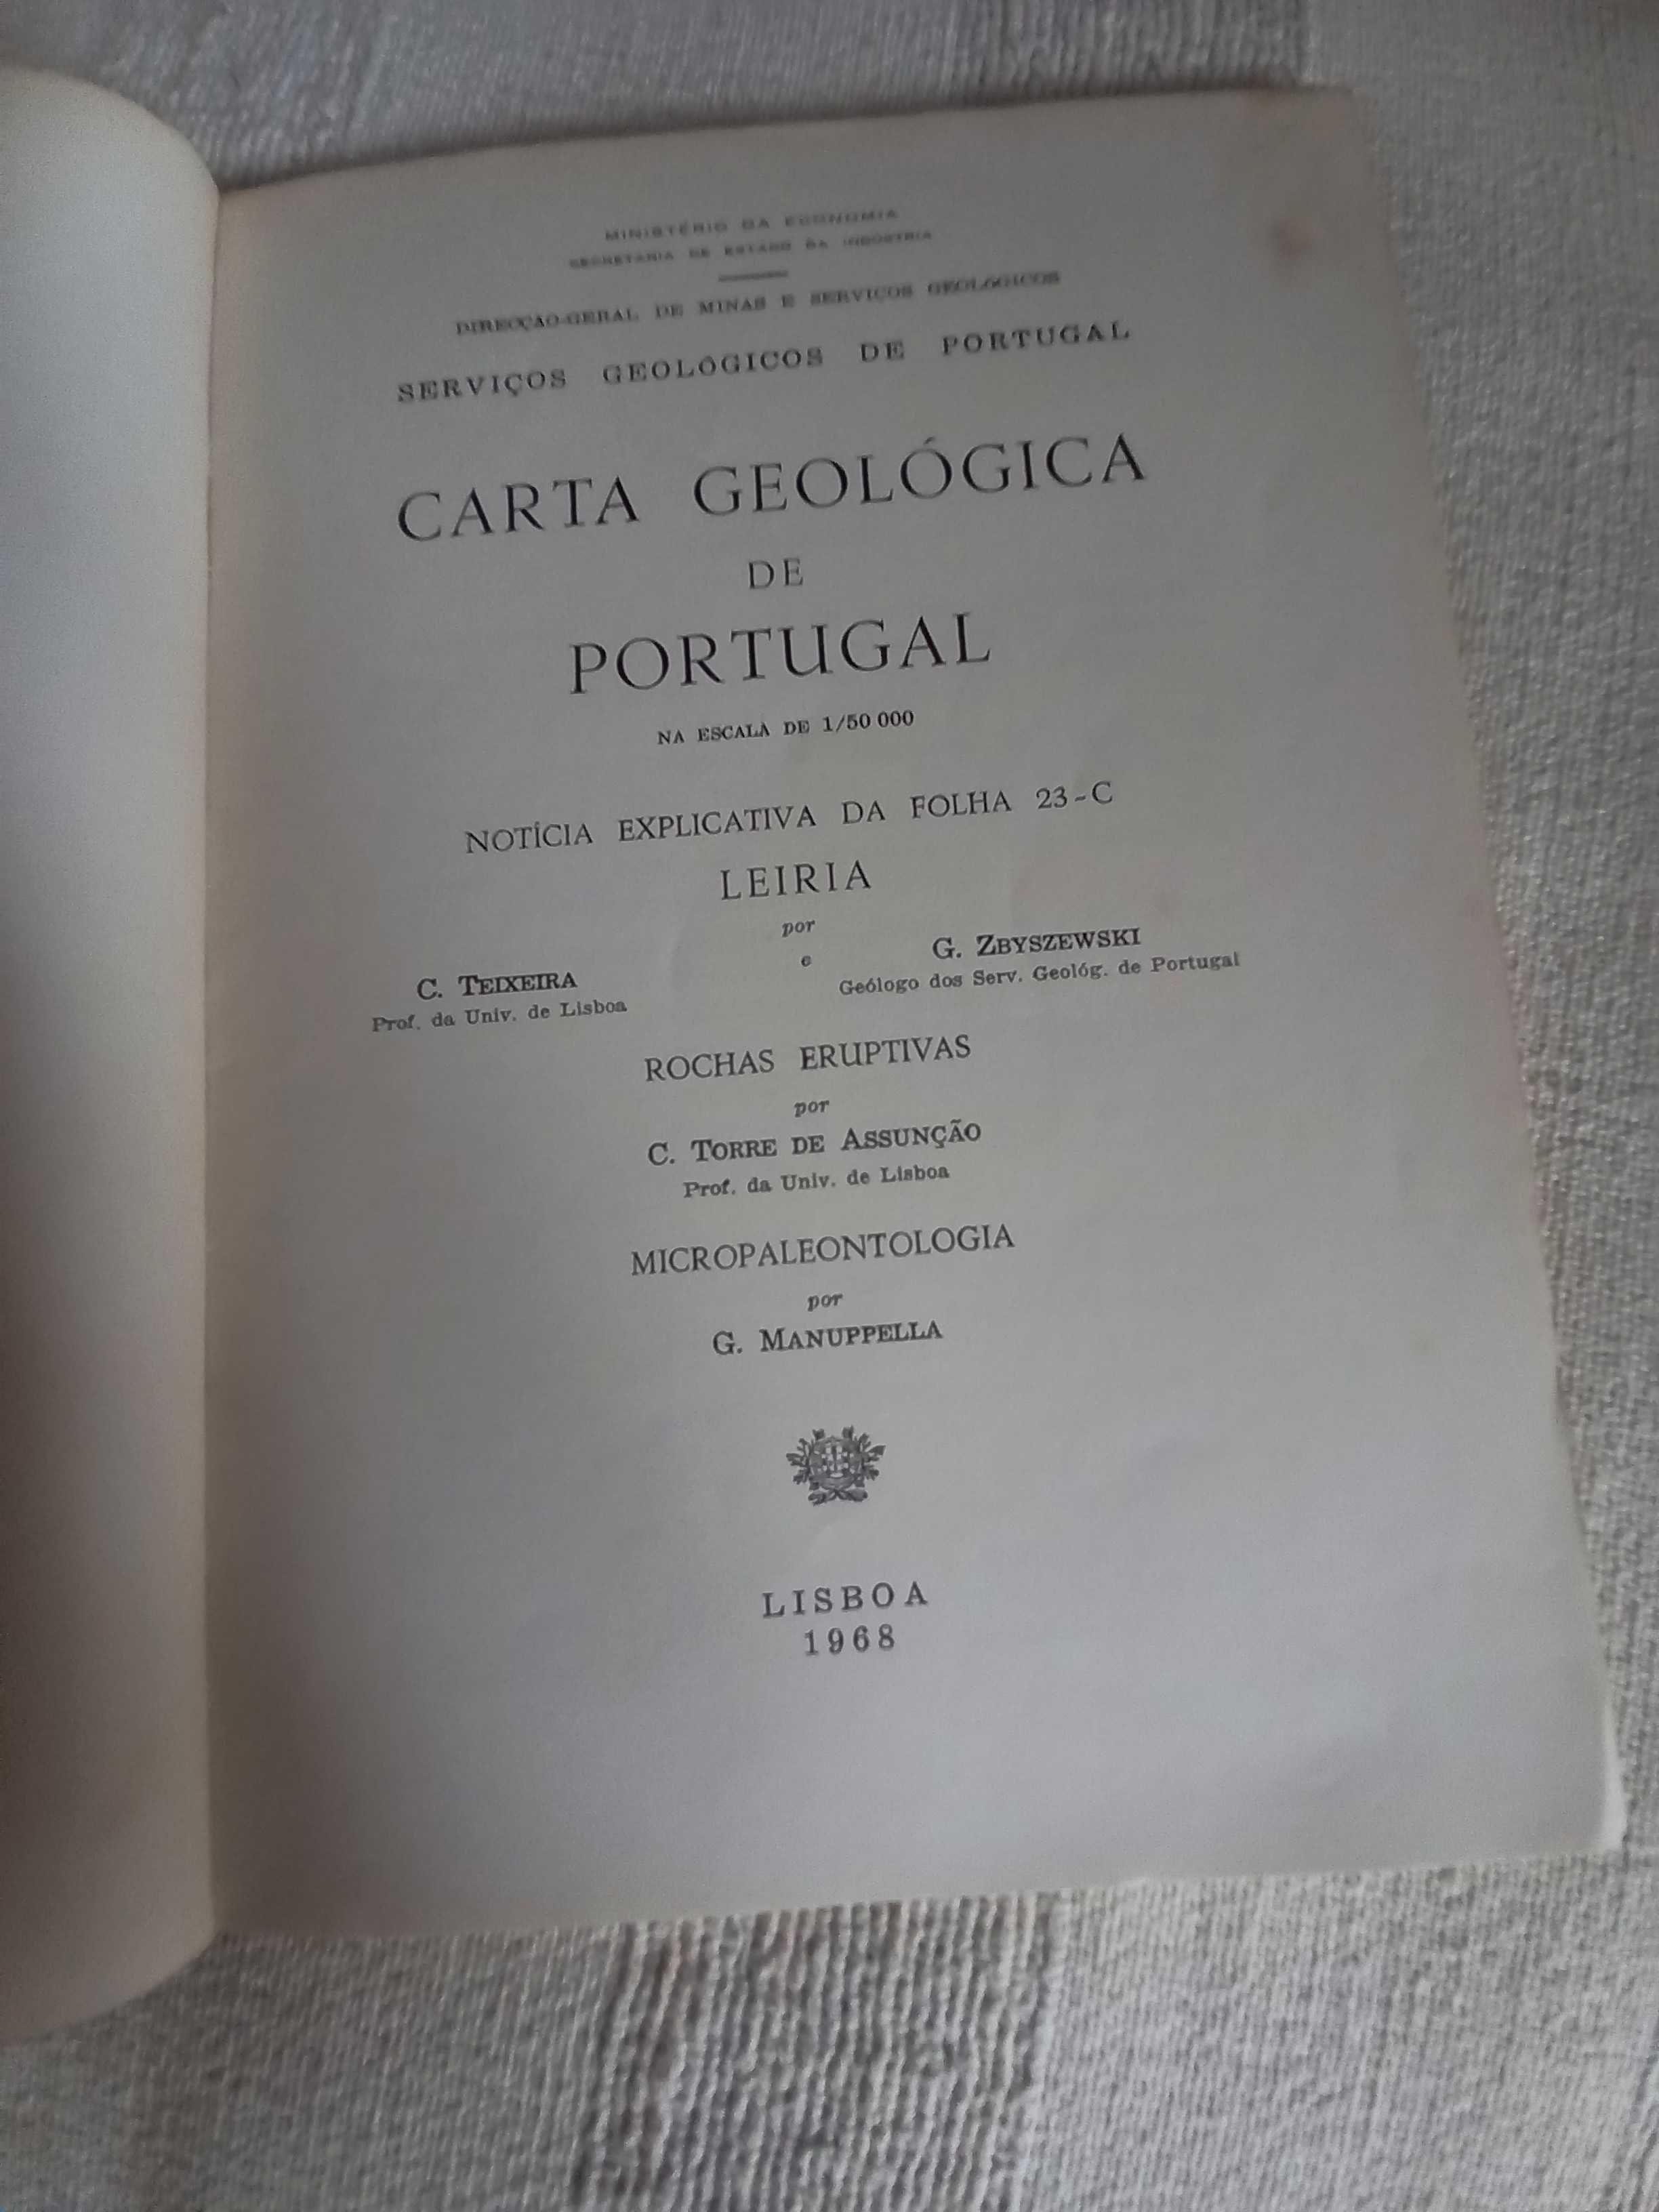 MINISTÉRIO DA ECONOMIA
SECRETARIA DE ESTADO DA INDÚSTRIA
DIRECÇÃO-GERAL DE MINAS E SERVIÇOS GEOLÓGICOS
SERVIÇOS GEOLÓGICOS DE PORTUGAL
CARTA GEOLÓGICA
DE
PORTUGAL
NA ESCALA DE 1/50 000
NOTÍCIA EXPLICATIVA DA FOLHA 23-C
LEIRIA
por
C. TEIXEIRA
Prof. da Univ. de Lisboa
e
G. ZBYSZEWSKI
Geólogo dos Serv. Geológ. de Portugal
ROCHAS ERUPTIVAS
por
C. TORRE DE ASSUNÇÃO
Prof. da Univ. de Lisboa
MICROPALEONTOLOGIA
por
G. MANUPPELLA
LISBOA
1968